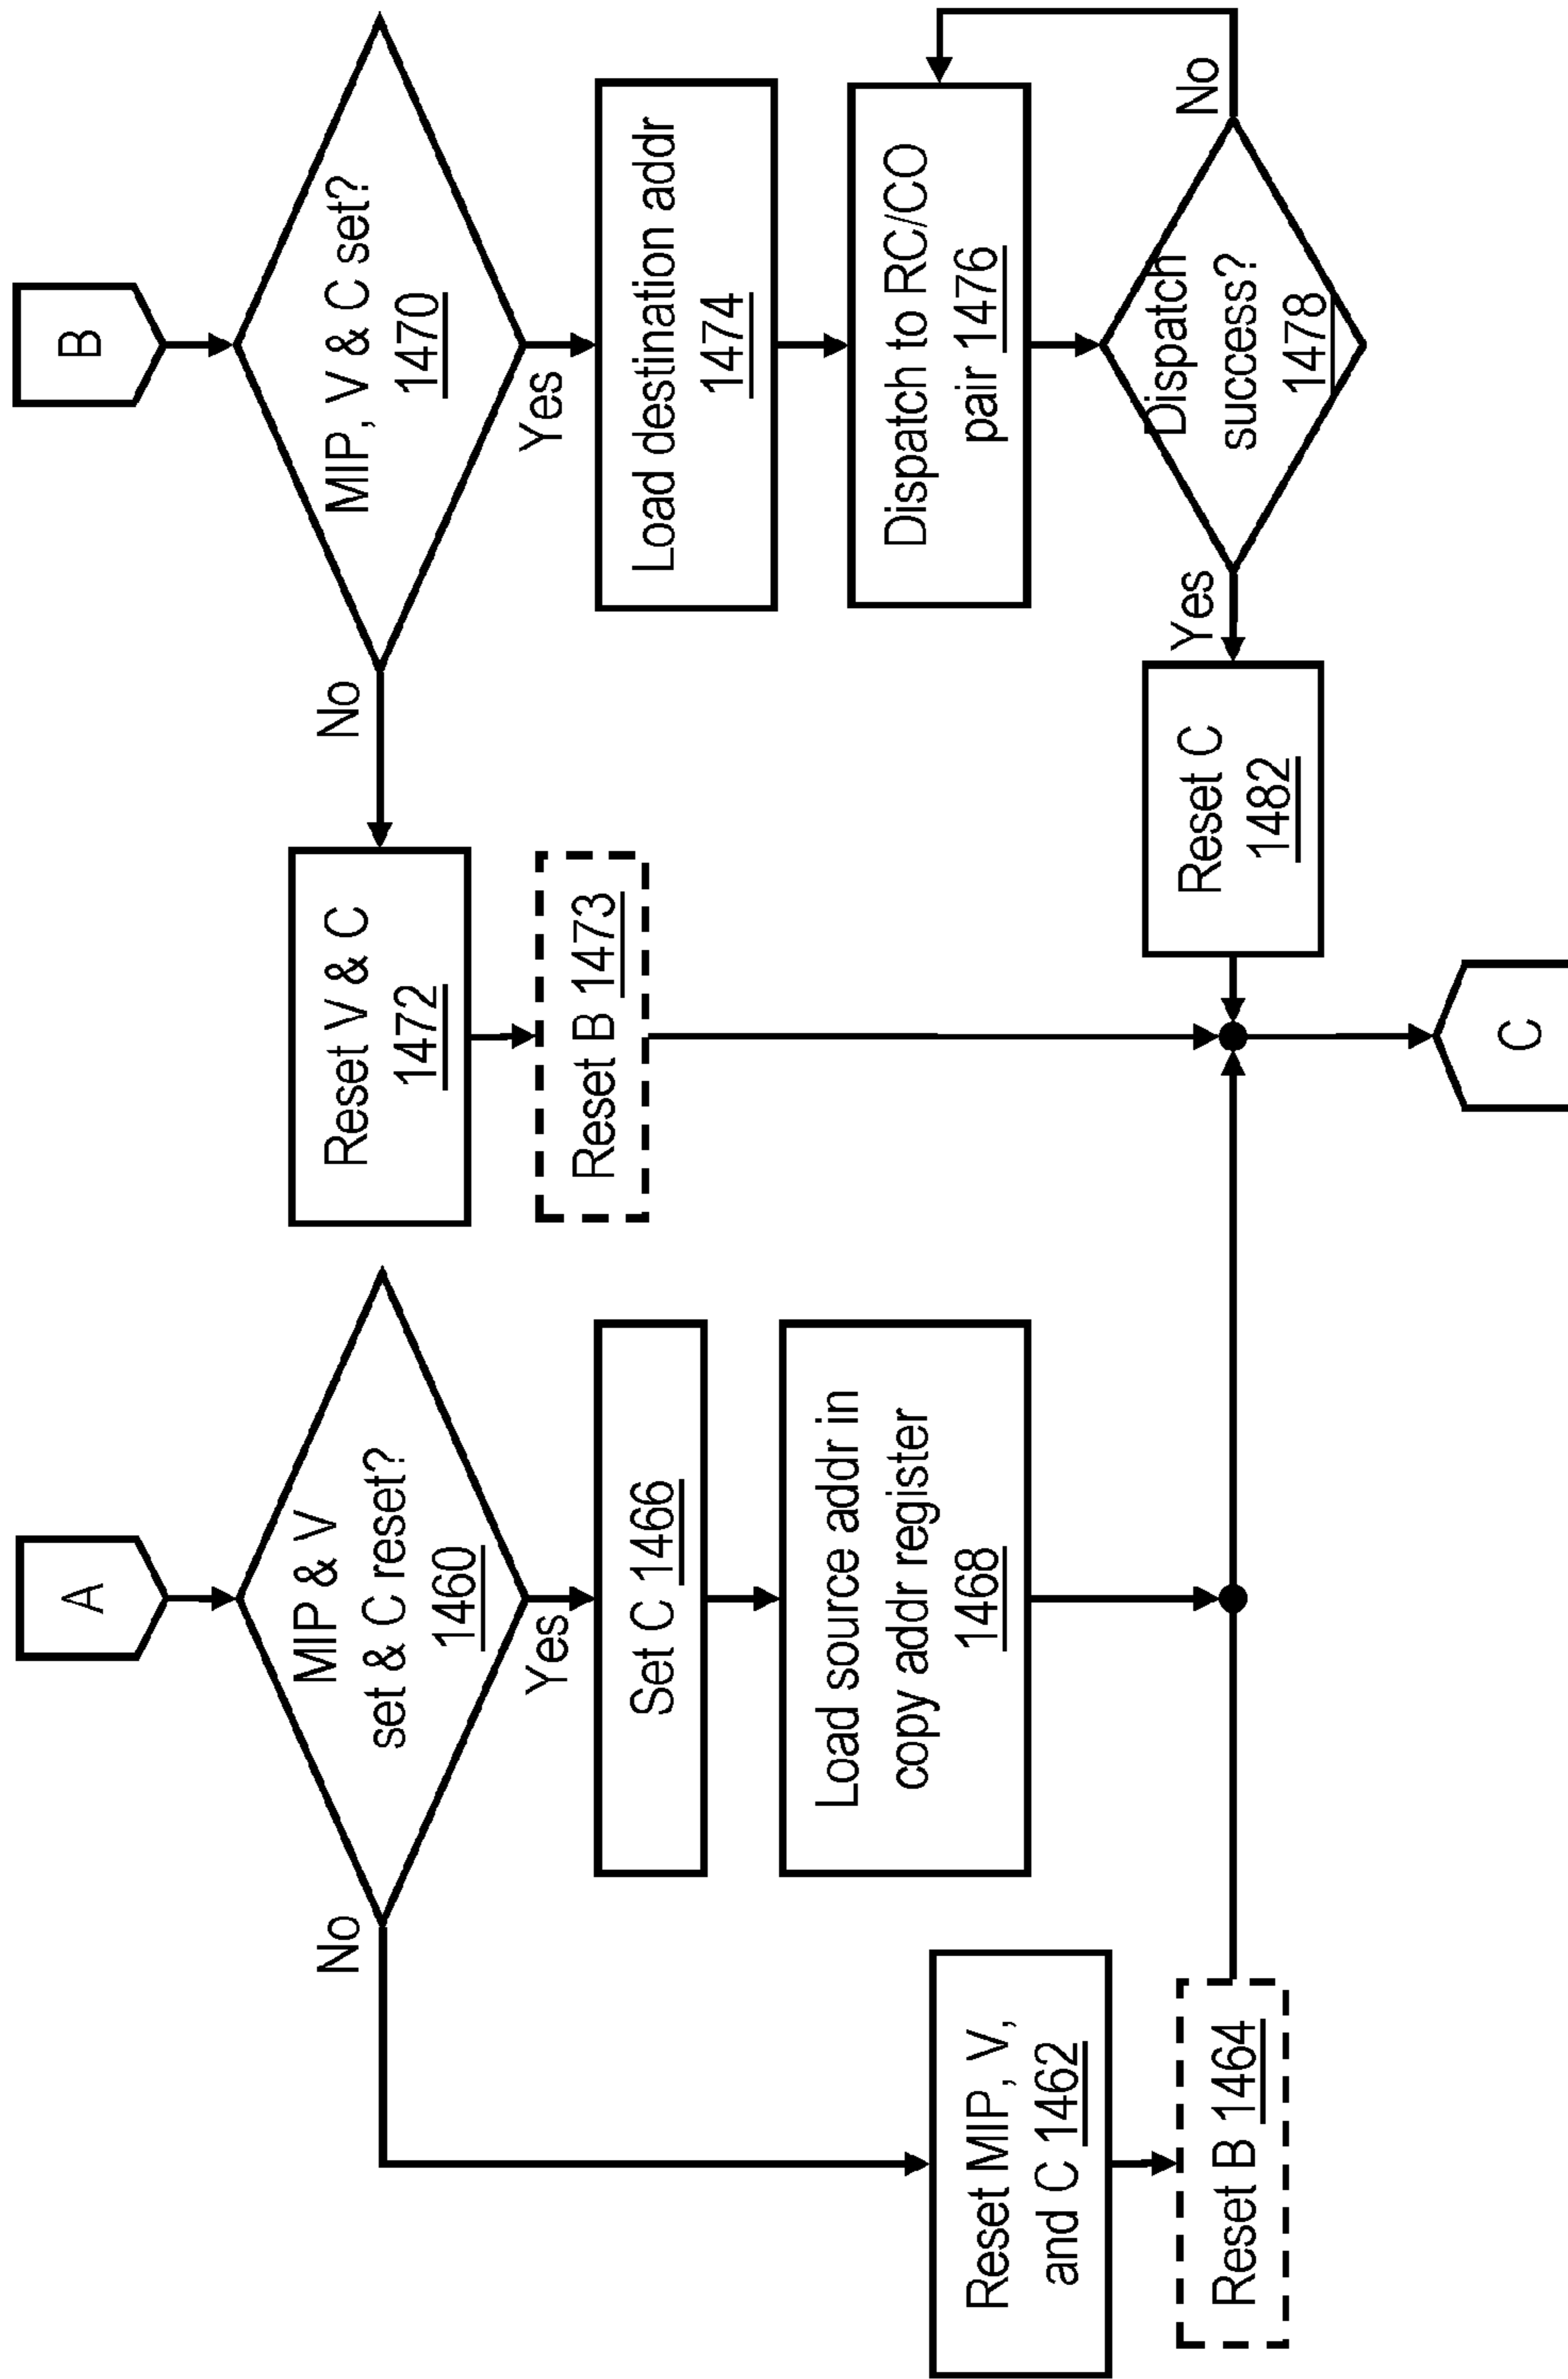 A
MIP & V
set & C reset?
1460
No
Yes
Set C 1466
Load source addr in
copy addr register
1468
Reset MIP, V,
and C 1462
Reset B 1464
B
MIP, V & C set?
1470
No
Yes
Reset V & C
1472
Reset B 1473
Load destination addr
1474
Dispatch to RC/CO
pair 1476
Dispatch
success?
1478
No
Yes
Reset C
1482
C